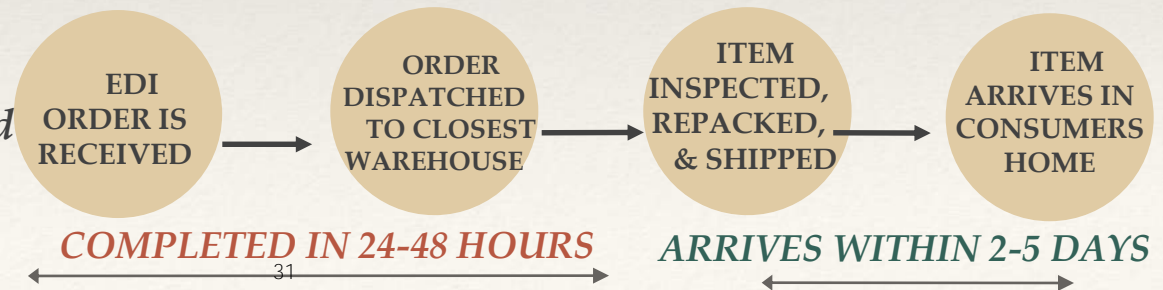 d
EDI
ORDER IS
RECEIVED
ORDER
DISPATCHED
TO CLOSEST
WAREHOUSE
ITEM
INSPECTED,
REPACKED,
& SHIPPED
ITEM
ARRIVES IN
CONSUMERS
HOME
COMPLETED IN 24-48 HOURS
ARRIVES WITHIN 2-5 DAYS
31